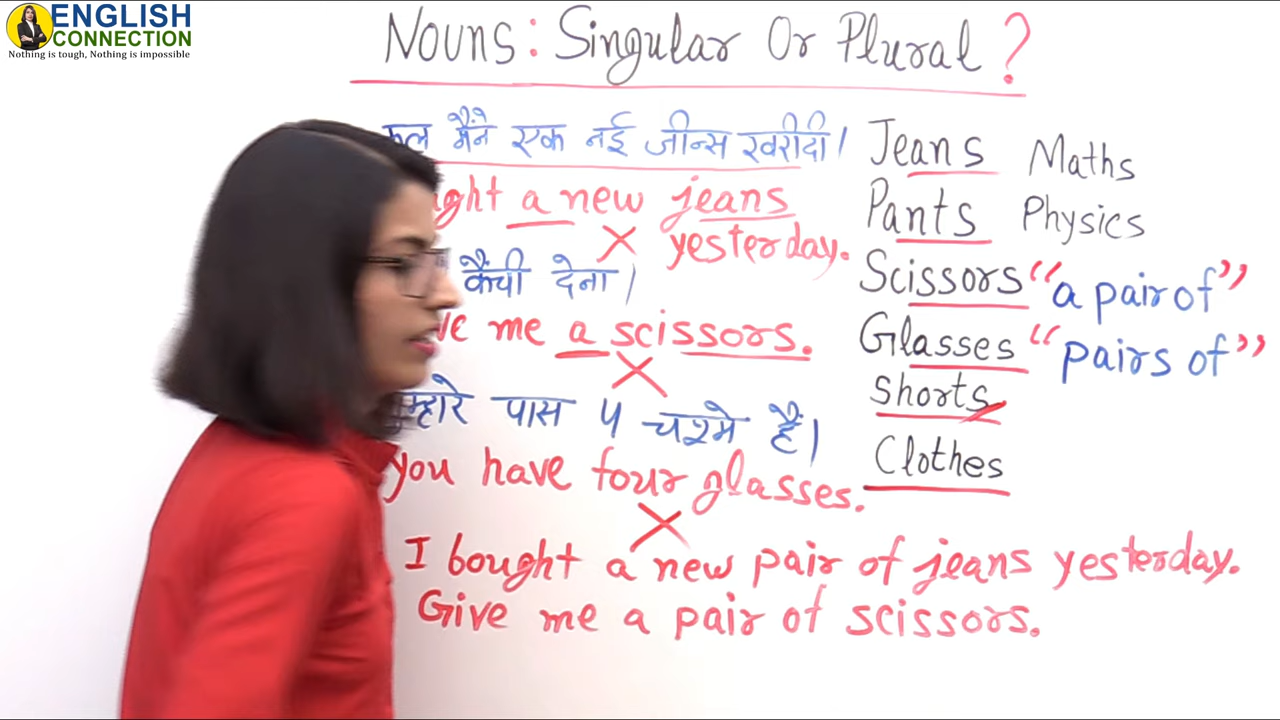 ENGLISH
CONNECTION
Nothing is tough, Nothing is impossible
Nouns: Singular Or Plural ?
मैंने एक नई जीन्स खरीदी।
a new jeans
yesterday.
कैंची देना।
me a scissors.
पास 4 चश्मे हैं।
you have four glasses.
I bought a new pair of jeans yesterday.
Give me a pair of scissors.
Jeans Maths
Pants Physics
Scissors "a pair of"
Glasses "pairs of"
Shorts
Clothes